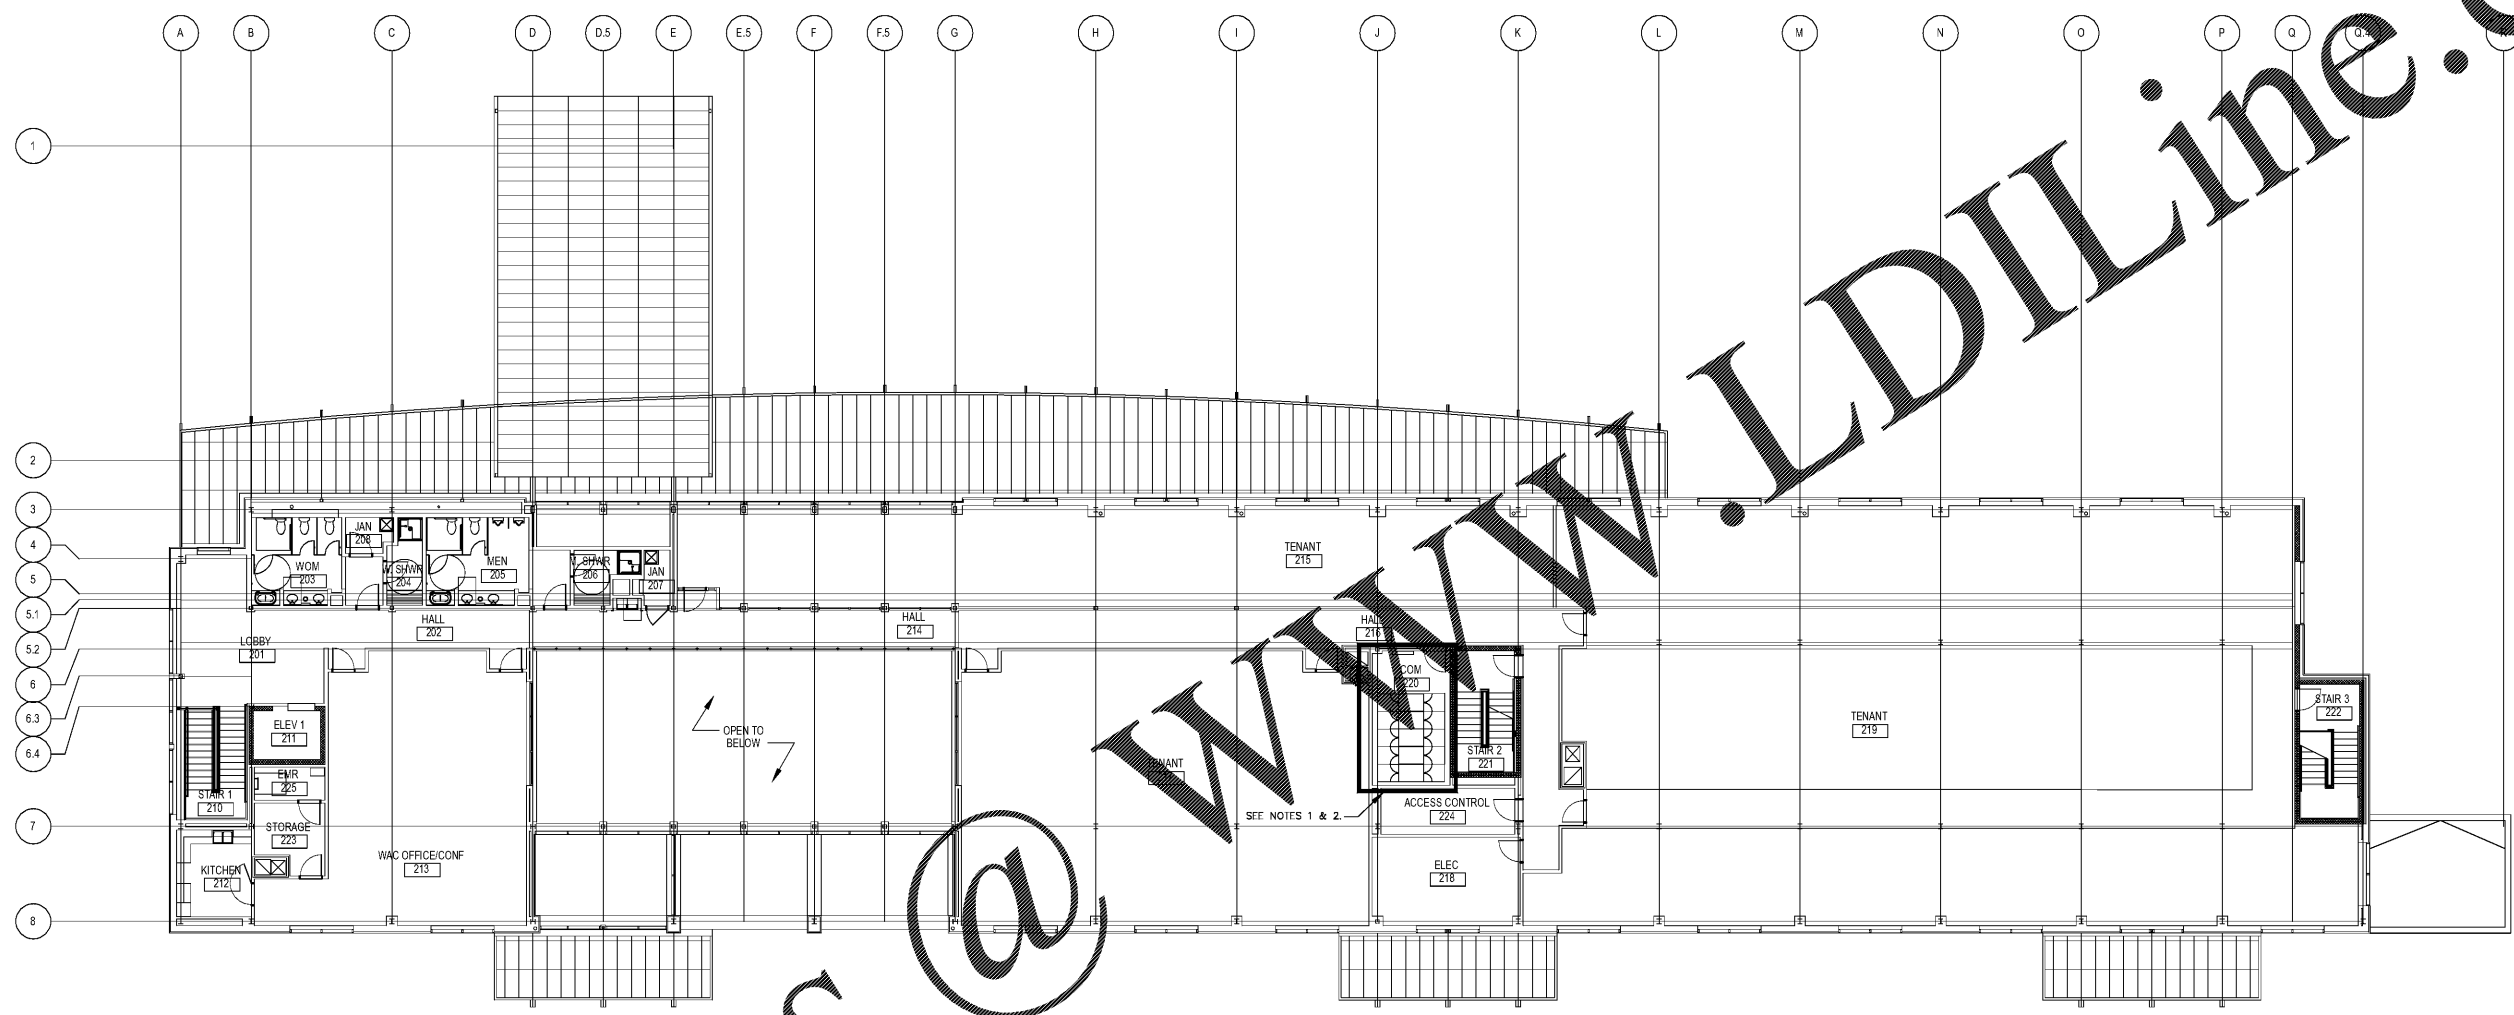 A
B
C
D
D.5
E
E.5
F
F.5
G
H
I
J
K
L
M
N
O
P
Q
1
2
3
4
5
5.1
5.2
6
6.3
6.4
7
8
JAN
208
WOM
203
W. SHWR
204
MEN
205
SHWR
206
JAN
207
TENANT
215
HALL
202
HALL
214
HALL
216
LOBBY
201
COM
220
ELEV 1
211
OPEN TO
BELOW
STAIR 2
221
TENANT
219
STAIR 3
222
TENANT
EMR
225
STAIR 1
210
ACCESS CONTROL
224
SEE NOTES 1 & 2.
STORAGE
223
WAC OFFICE/CONF
213
KITCHEN
212
ELEC
218
s @ WWW.LDILine.